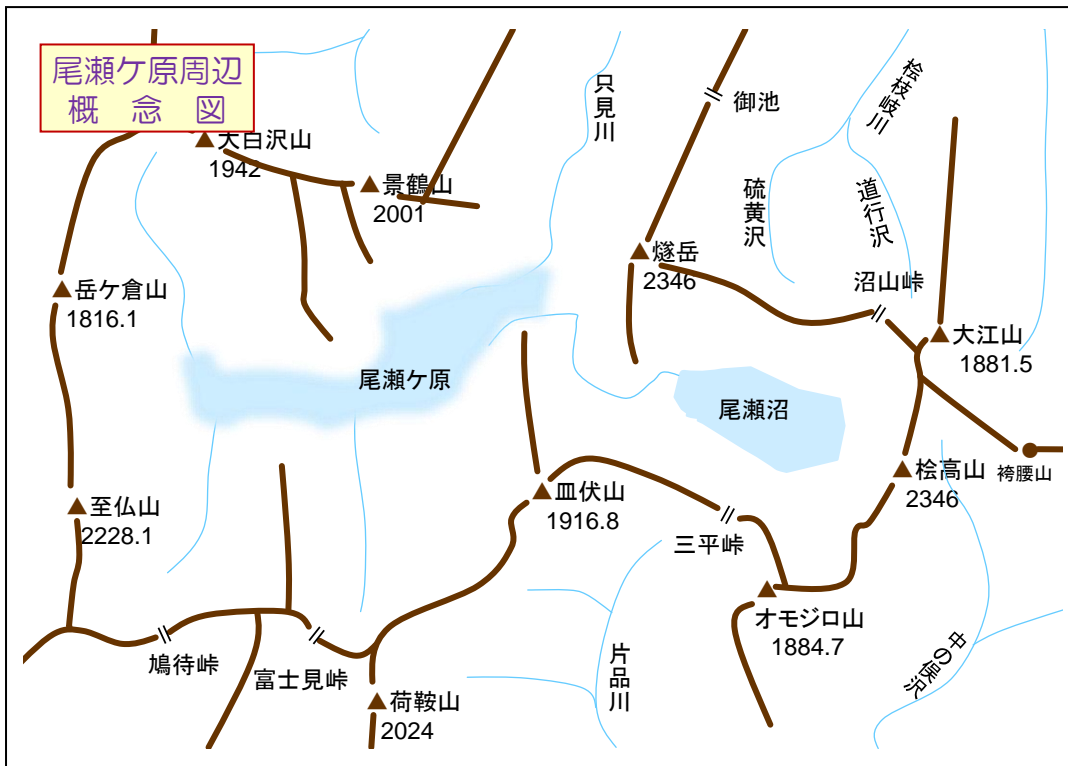 尾瀬ケ原周辺
概 念 図
大白沢山
1942
景鶴山
2001
只見川
御池
桧枝岐川
硫黄沢
道行沢
燧岳
2346
沼山峠
大江山
1881.5
岳ケ倉山
1816.1
尾瀬ケ原
尾瀬沼
桧高山
2346
袴腰山
至仏山
2228.1
皿伏山
1916.8
三平峠
オモジロ山
1884.7
鳩待峠
富士見峠
荷鞍山
2024
片品川
中の俣沢